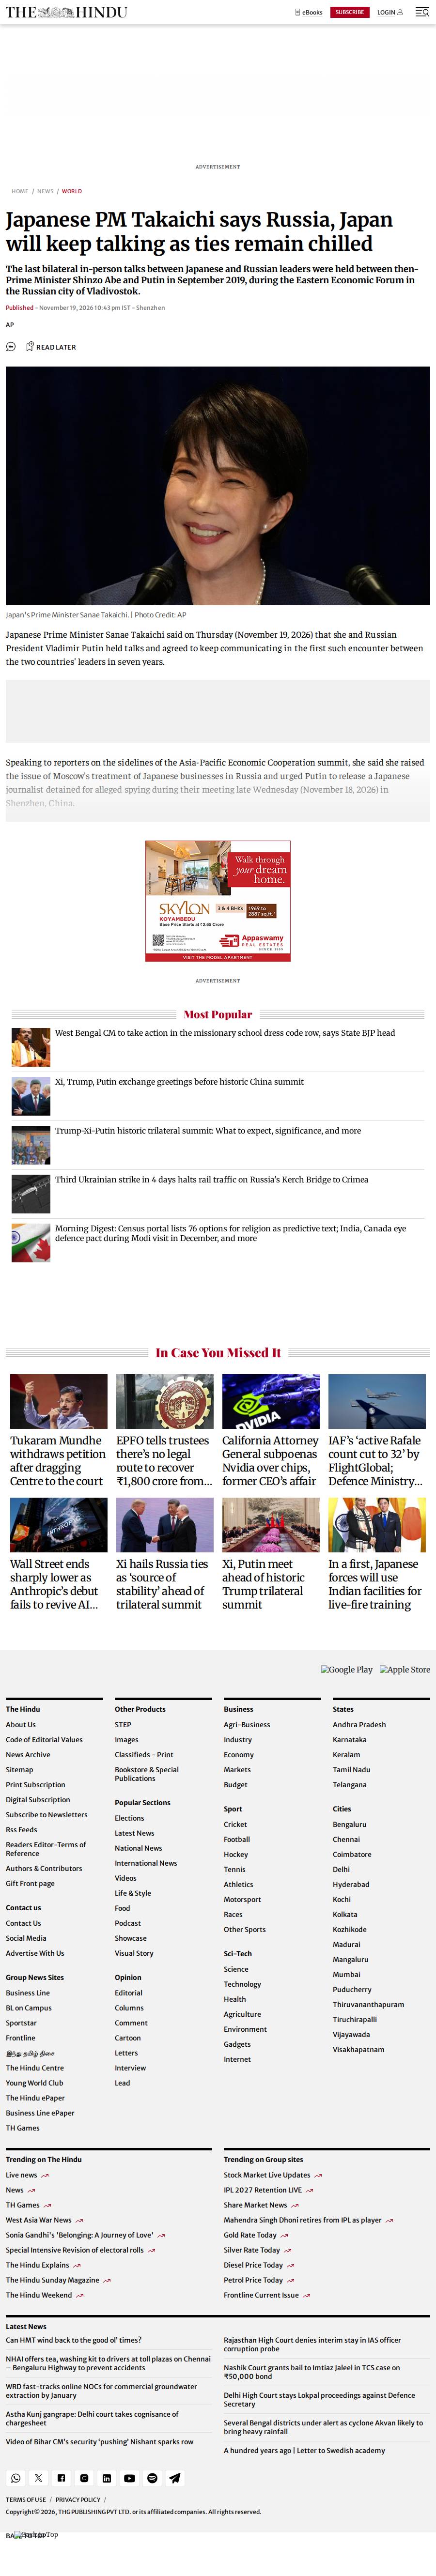 THE HINDU
eBooks
SUBSCRIBE
LOGIN
ADVERTISEMENT
HOME / NEWS / WORLD
Japanese PM Takaichi says Russia, Japan
will keep talking as ties remain chilled
The last bilateral in-person talks between Japanese and Russian leaders were held between then-
Prime Minister Shinzo Abe and Putin in September 2019, during the Eastern Economic Forum in
the Russian city of Vladivostok.
Published - November 19, 2026 10:43 pm IST - Shenzhen
AP
READ LATER
Japan's Prime Minister Sanae Takaichi. | Photo Credit: AP
Japanese Prime Minister Sanae Takaichi said on Thursday (November 19, 2026) that she and Russian
President Vladimir Putin held talks and agreed to keep communicating in the first such encounter between
the two countries' leaders in seven years.
Speaking to reporters on the sidelines of the Asia-Pacific Economic Cooperation summit, she said she raised
the issue of Moscow's treatment of Japanese businesses in Russia and urged Putin to release a Japanese
journalist detained for alleged spying during their meeting late Wednesday (November 18, 2026) in
Shenzhen, China.
Walk through
your dream
home.
SKYLON
KOYAMBEDU
3 & 4 BHKs
1969 to
2887 sq.ft.
Base Price Starts at ₹2.65 Crore
Appaswamy
REAL ESTATES
SINCE 1959
VISIT THE MODEL APARTMENT
ADVERTISEMENT
Most Popular
West Bengal CM to take action in the missionary school dress code row, says State BJP head
Xi, Trump, Putin exchange greetings before historic China summit
Trump-Xi-Putin historic trilateral summit: What to expect, significance, and more
Third Ukrainian strike in 4 days halts rail traffic on Russia's Kerch Bridge to Crimea
Morning Digest: Census portal lists 76 options for religion as predictive text; India, Canada eye
defence pact during Modi visit in December, and more
In Case You Missed It
Tukaram Mundhe
withdraws petition
after dragging
Centre to the court
EPFO tells trustees
there's no legal
route to recover
₹1,800 crore from...
California Attorney
General subpoenas
Nvidia over chips,
former CEO's affair
IAF's 'active Rafale
count cut to 32' by
FlightGlobal;
Defence Ministry...
Wall Street ends
sharply lower as
Anthropic's debut
fails to revive AI...
Xi hails Russia ties
as 'source of
stability' ahead of
trilateral summit
Xi, Putin meet
ahead of historic
Trump trilateral
summit
In a first, Japanese
forces will use
Indian facilities for
live-fire training
Google Play
Apple Store
The Hindu
About Us
Code of Editorial Values
News Archive
Sitemap
Print Subscription
Digital Subscription
Subscribe to Newsletters
Rss Feeds
Readers Editor-Terms of
Reference
Authors & Contributors
Gift Front page
Contact us
Contact Us
Social Media
Advertise With Us
Group News Sites
Business Line
BL on Campus
Sportstar
Frontline
இந்து தமிழ் திசை
The Hindu Centre
Young World Club
The Hindu ePaper
Business Line ePaper
TH Games
Other Products
STEP
Images
Classifieds - Print
Bookstore & Special
Publications
Popular Sections
Elections
Latest News
National News
International News
Videos
Life & Style
Food
Podcast
Showcase
Visual Story
Opinion
Editorial
Columns
Comment
Cartoon
Letters
Interview
Lead
Business
Agri-Business
Industry
Economy
Markets
Budget
Sport
Cricket
Football
Hockey
Tennis
Athletics
Motorsport
Races
Other Sports
Sci-Tech
Science
Technology
Health
Agriculture
Environment
Gadgets
Internet
States
Andhra Pradesh
Karnataka
Keralam
Tamil Nadu
Telangana
Cities
Bengaluru
Chennai
Coimbatore
Delhi
Hyderabad
Kochi
Kolkata
Kozhikode
Madurai
Mangaluru
Mumbai
Puducherry
Thiruvananthapuram
Tiruchirapalli
Vijayawada
Visakhapatnam
Trending on The Hindu
Live news
News
TH Games
West Asia War News
Sonia Gandhi's 'Belonging: A Journey of Love'
Special Intensive Revision of electoral rolls
The Hindu Explains
The Hindu Sunday Magazine
The Hindu Weekend
Trending on Group sites
Stock Market Live Updates
IPL 2027 Retention LIVE
Share Market News
Mahendra Singh Dhoni retires from IPL as player
Gold Rate Today
Silver Rate Today
Diesel Price Today
Petrol Price Today
Frontline Current Issue
Latest News
Can HMT wind back to the good ol' times?
NHAI offers tea, washing kit to drivers at toll plazas on Chennai
– Bengaluru Highway to prevent accidents
WRD fast-tracks online NOCs for commercial groundwater
extraction by January
Astha Kunj gangrape: Delhi court takes cognisance of
chargesheet
Video of Bihar CM's security 'pushing' Nishant sparks row
Rajasthan High Court denies interim stay in IAS officer
corruption probe
Nashik Court grants bail to Imtiaz Jaleel in TCS case on
₹50,000 bond
Delhi High Court stays Lokpal proceedings against Defence
Secretary
Several Bengal districts under alert as cyclone Akvan likely to
bring heavy rainfall
A hundred years ago | Letter to Swedish academy
TERMS OF USE / PRIVACY POLICY /
Copyright© 2026, THG PUBLISHING PVT LTD. or its affiliated companies. All rights reserved.
BACK TO TOP
Back to Top